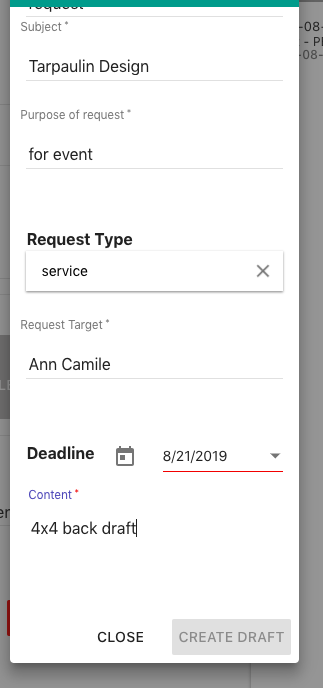 request
Subject *
Tarpaulin Design
Purpose of request *
for event
Request Type
service
Request Target *
Ann Camile
Deadline 8/21/2019
Content *
4x4 back draft
CLOSE CREATE DRAFT